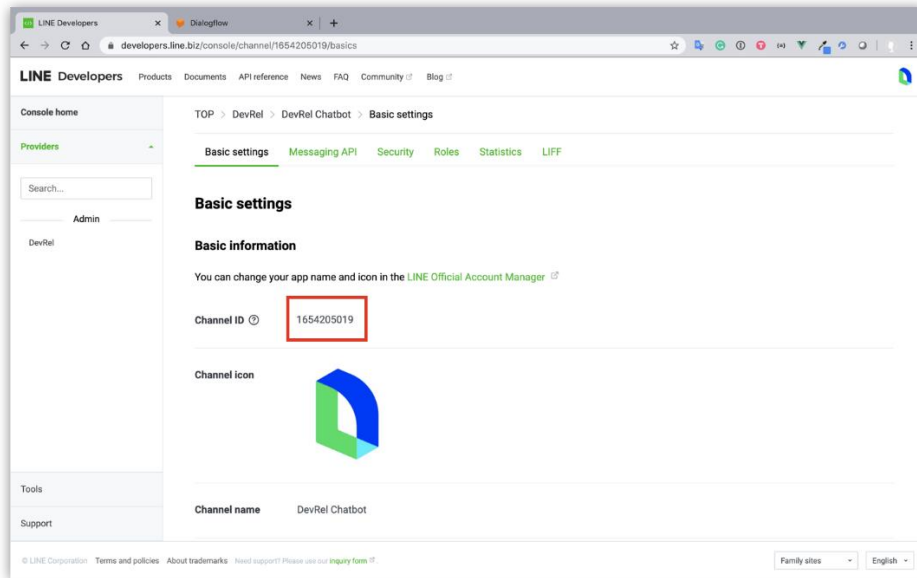 LINE Developers
Dialogflow
developers.line.biz/console/channel/1654205019/basics
LINE Developers Products Documents API reference News FAQ Community Blog
Console home
TOP > DevRel > DevRel Chatbot > Basic settings
Providers
Basic settings Messaging API Security Roles Statistics LIFF
Search...
Admin
DevRel
Basic settings
Basic information
You can change your app name and icon in the LINE Official Account Manager
Channel ID 1654205019
Channel icon
Tools
Channel name DevRel Chatbot
Support
© LINE Corporation Terms and policies About trademarks Need support? Please use our inquiry form
Family sites English